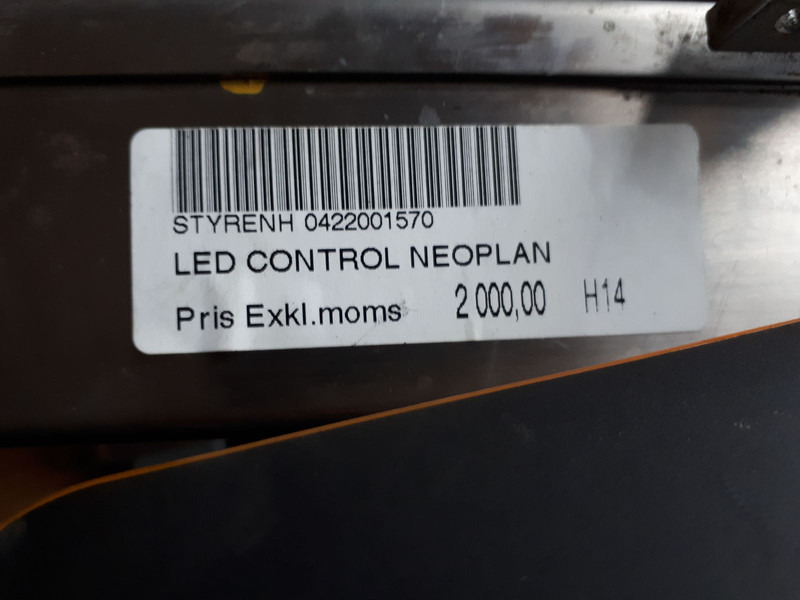 STYRENH 0422001570
LED CONTROL NEOPLAN
Pris Exkl.moms 2 000,00 H14